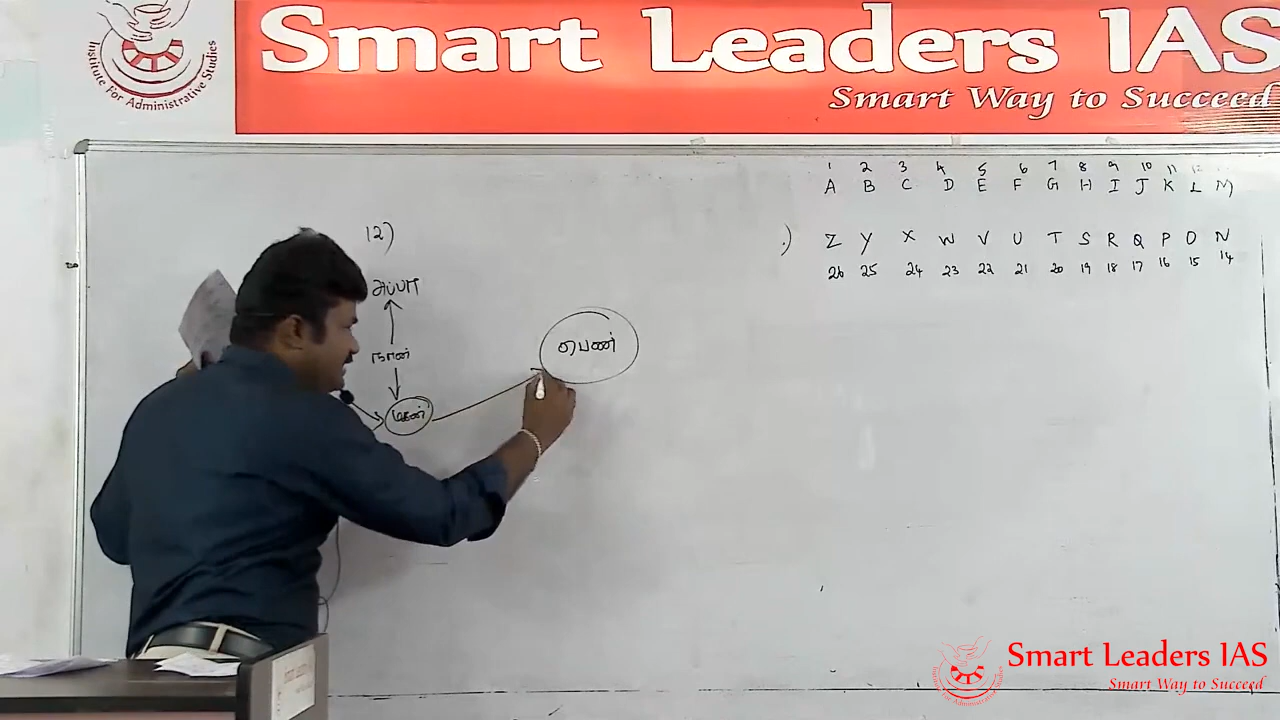 Smart Leaders IAS
Smart Way to Succeed
Institute For Administrative Studies
12)
அப்பா
நான்
மகன்
பெண்
1 2 3 4 5 6 7 8 9 10 11 12
A B C D E F G H I J K L M
Z Y X W V U T S R Q P O N
26 25 24 23 22 21 20 19 18 17 16 15 14
Smart Leaders IAS
Smart Way to Succeed